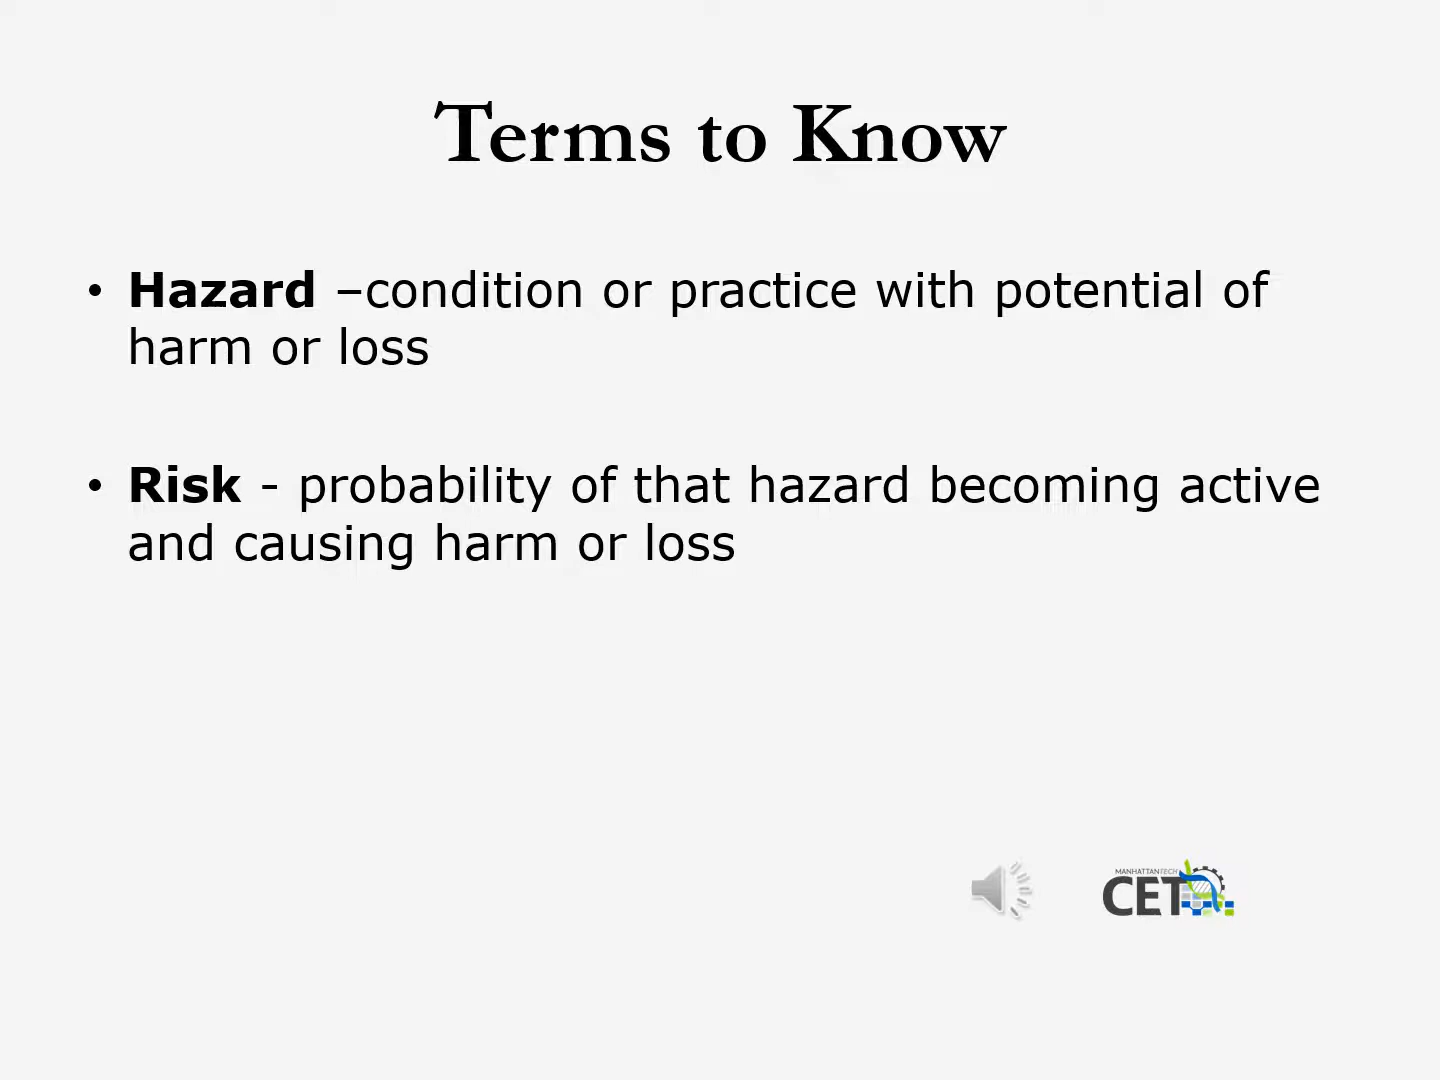 Terms to Know
• Hazard –condition or practice with potential of
harm or loss
• Risk - probability of that hazard becoming active
and causing harm or loss
MANHATTANTECH
CET